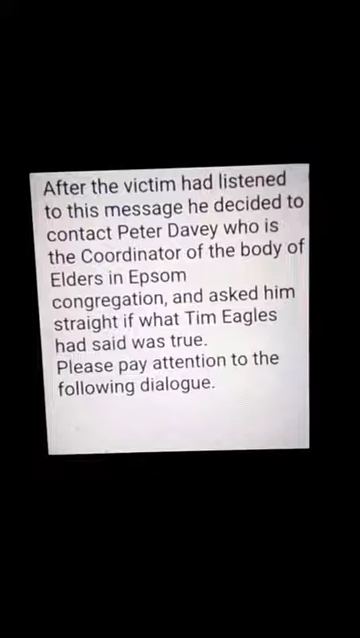 After the victim had listened
to this message he decided to
contact Peter Davey who is
the Coordinator of the body of
Elders in Epsom
congregation, and asked him
straight if what Tim Eagles
had said was true.
Please pay attention to the
following dialogue.